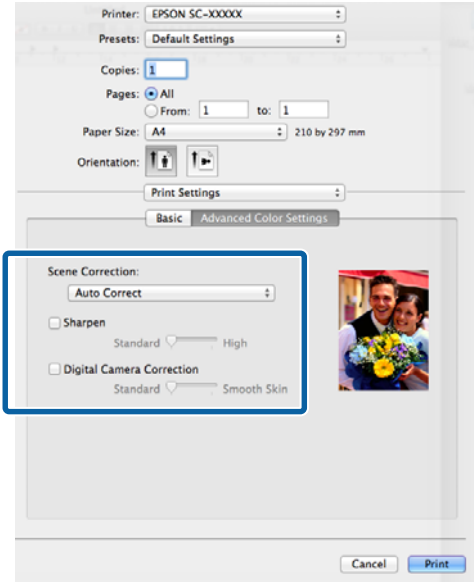 Printer: EPSON SC-XXXXX
Presets: Default Settings
Copies: 1
Pages: All
From: 1 to: 1
Paper Size: A4 210 by 297 mm
Orientation:
Print Settings
Basic Advanced Color Settings
Scene Correction:
Auto Correct
Sharpen
Standard High
Digital Camera Correction
Standard Smooth Skin
Cancel Print